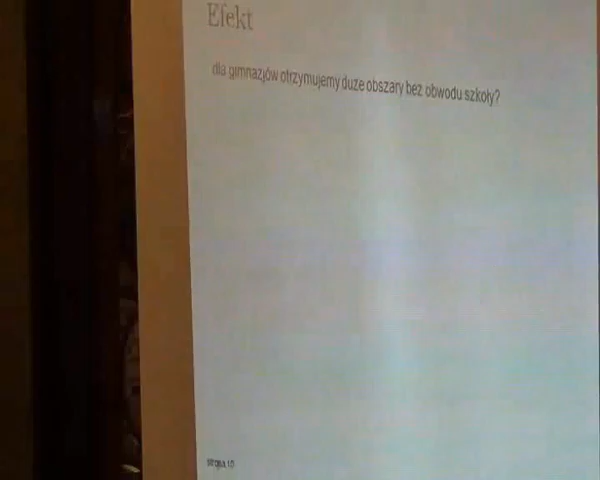 Efekt
dla gimnazjów otrzymujemy duże obszary bez obwodu szkoły?
strona 10